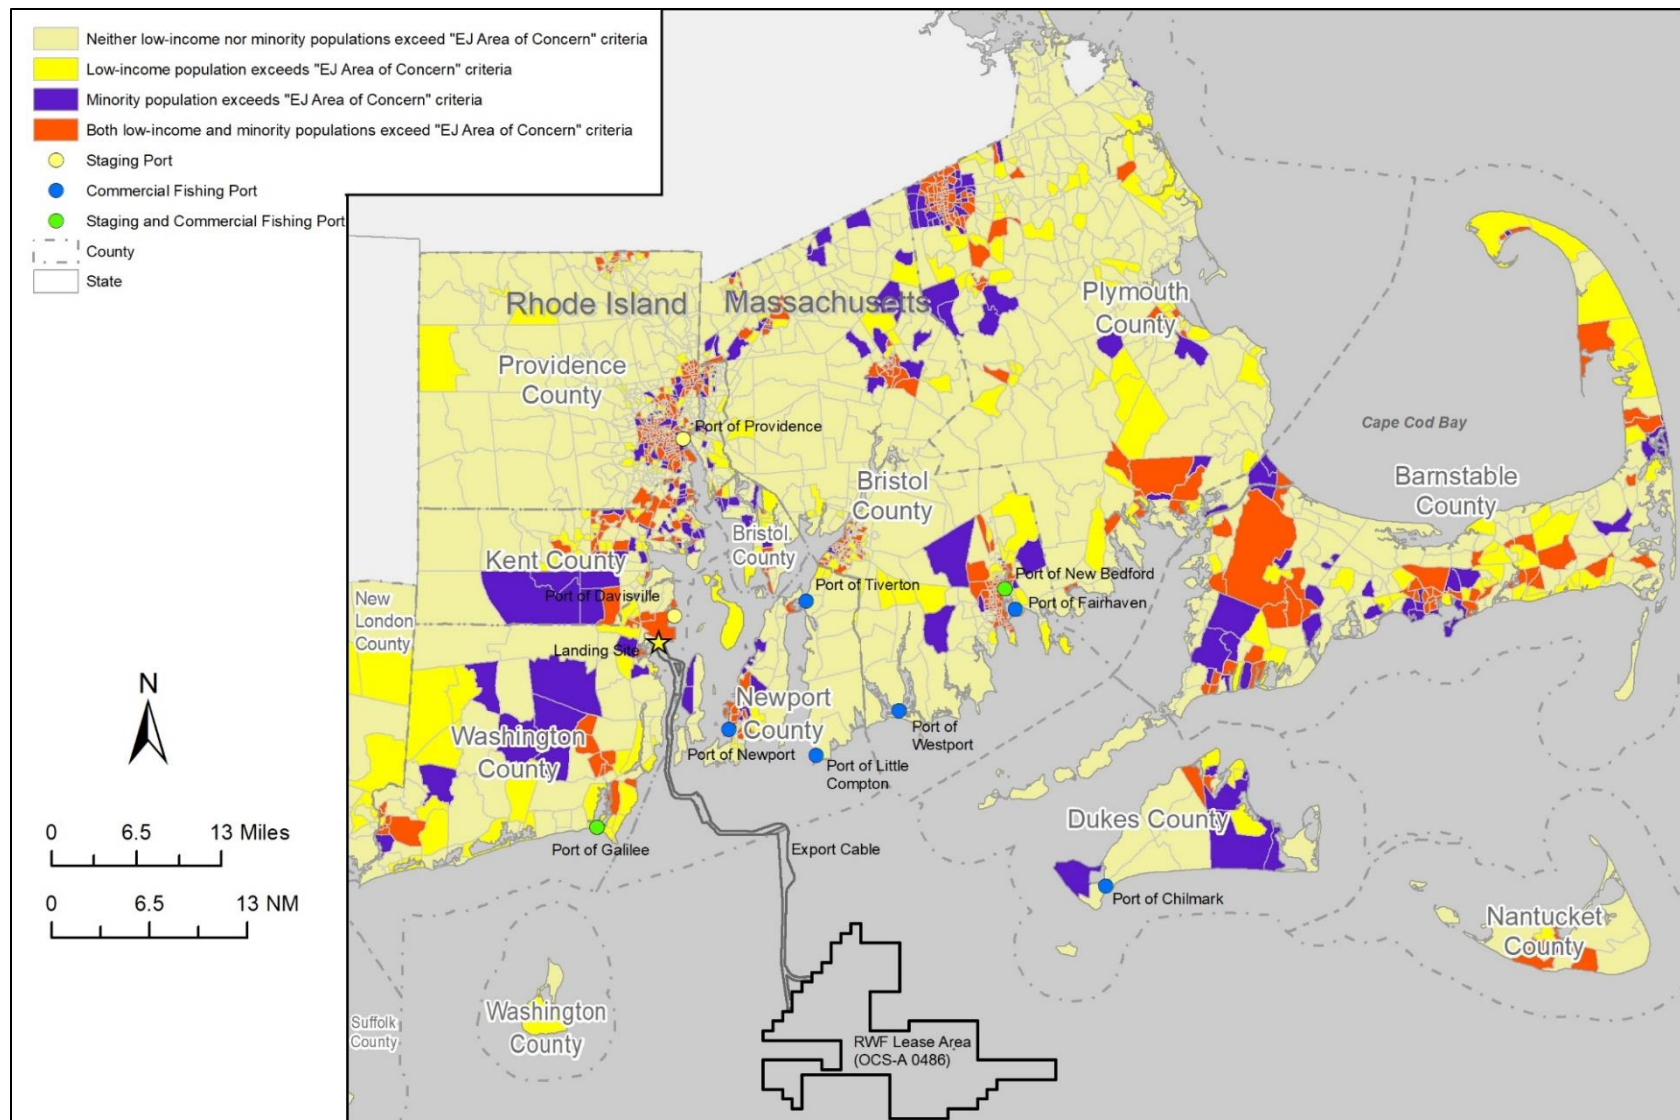 Neither low-income nor minority populations exceed "EJ Area of Concern" criteria
Low-income population exceeds "EJ Area of Concern" criteria
Minority population exceeds "EJ Area of Concern" criteria
Both low-income and minority populations exceed "EJ Area of Concern" criteria
Staging Port
Commercial Fishing Port
Staging and Commercial Fishing Port
County
State
Rhode Island
Massachusetts
Plymouth
County
Providence
County
Port of Providence
Cape Cod Bay
Barnstable
County
Bristol
County
Bristol
County
Kent County
Port of Davisville
Port of Tiverton
Port of New Bedford
Port of Fairhaven
New
London
County
Landing Site
Newport
County
Port of Newport
Port of Westport
Port of Little
Compton
Washington
County
Port of Galilee
Export Cable
Dukes County
Port of Chilmark
Nantucket
County
N
0 6.5 13 Miles
0 6.5 13 NM
Washington
County
Suffolk
County
RWF Lease Area
(OCS-A 0486)